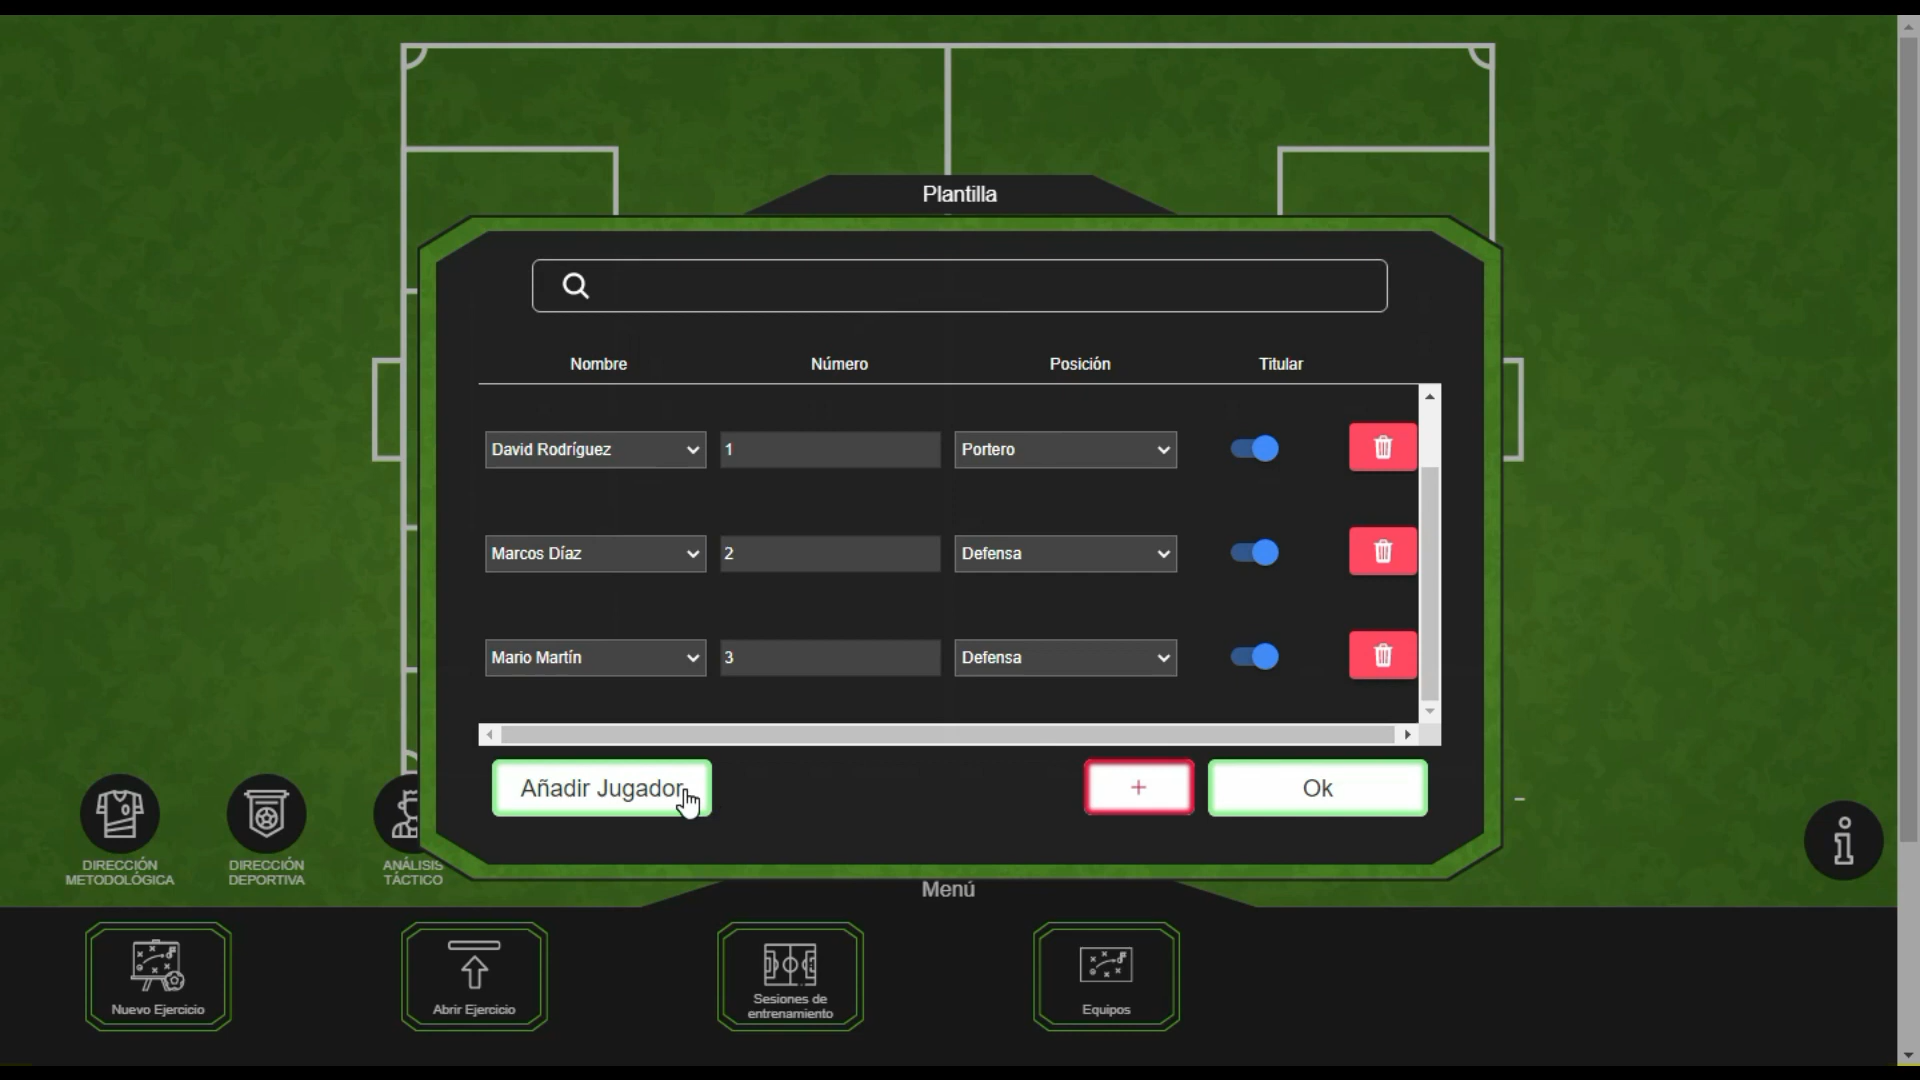 Plantilla
Nombre Número Posición Titular
David Rodríguez 1 Portero
Marcos Díaz 2 Defensa
Mario Martín 3 Defensa
Añadir Jugador + Ok
DIRECCIÓN
METODOLÓGICA
DIRECCIÓN
DEPORTIVA
ANÁLISIS
TÁCTICO
Menú
Nuevo Ejercicio
Abrir Ejercicio
Sesiones de
entrenamiento
Equipos